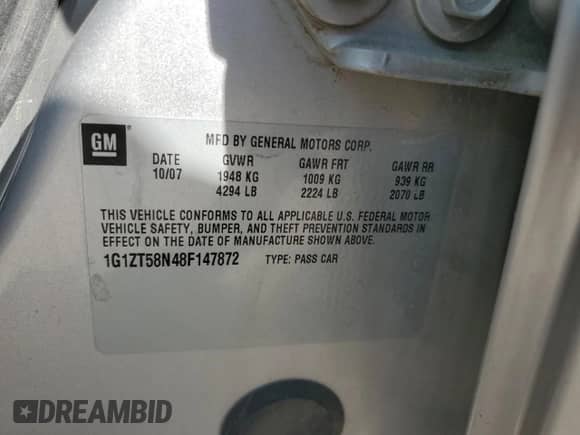 GM
MFD BY GENERAL MOTORS CORP.
DATE GVWR GAWR FRT GAWR RR
10/07 1948 KG 1009 KG 939 KG
4294 LB 2224 LB 2070 LB
THIS VEHICLE CONFORMS TO ALL APPLICABLE U.S. FEDERAL MOTOR
VEHICLE SAFETY, BUMPER, AND THEFT PREVENTION STANDARDS IN
EFFECT ON THE DATE OF MANUFACTURE SHOWN ABOVE.
1G1ZT58N48F147872 TYPE: PASS CAR
DREAMBID